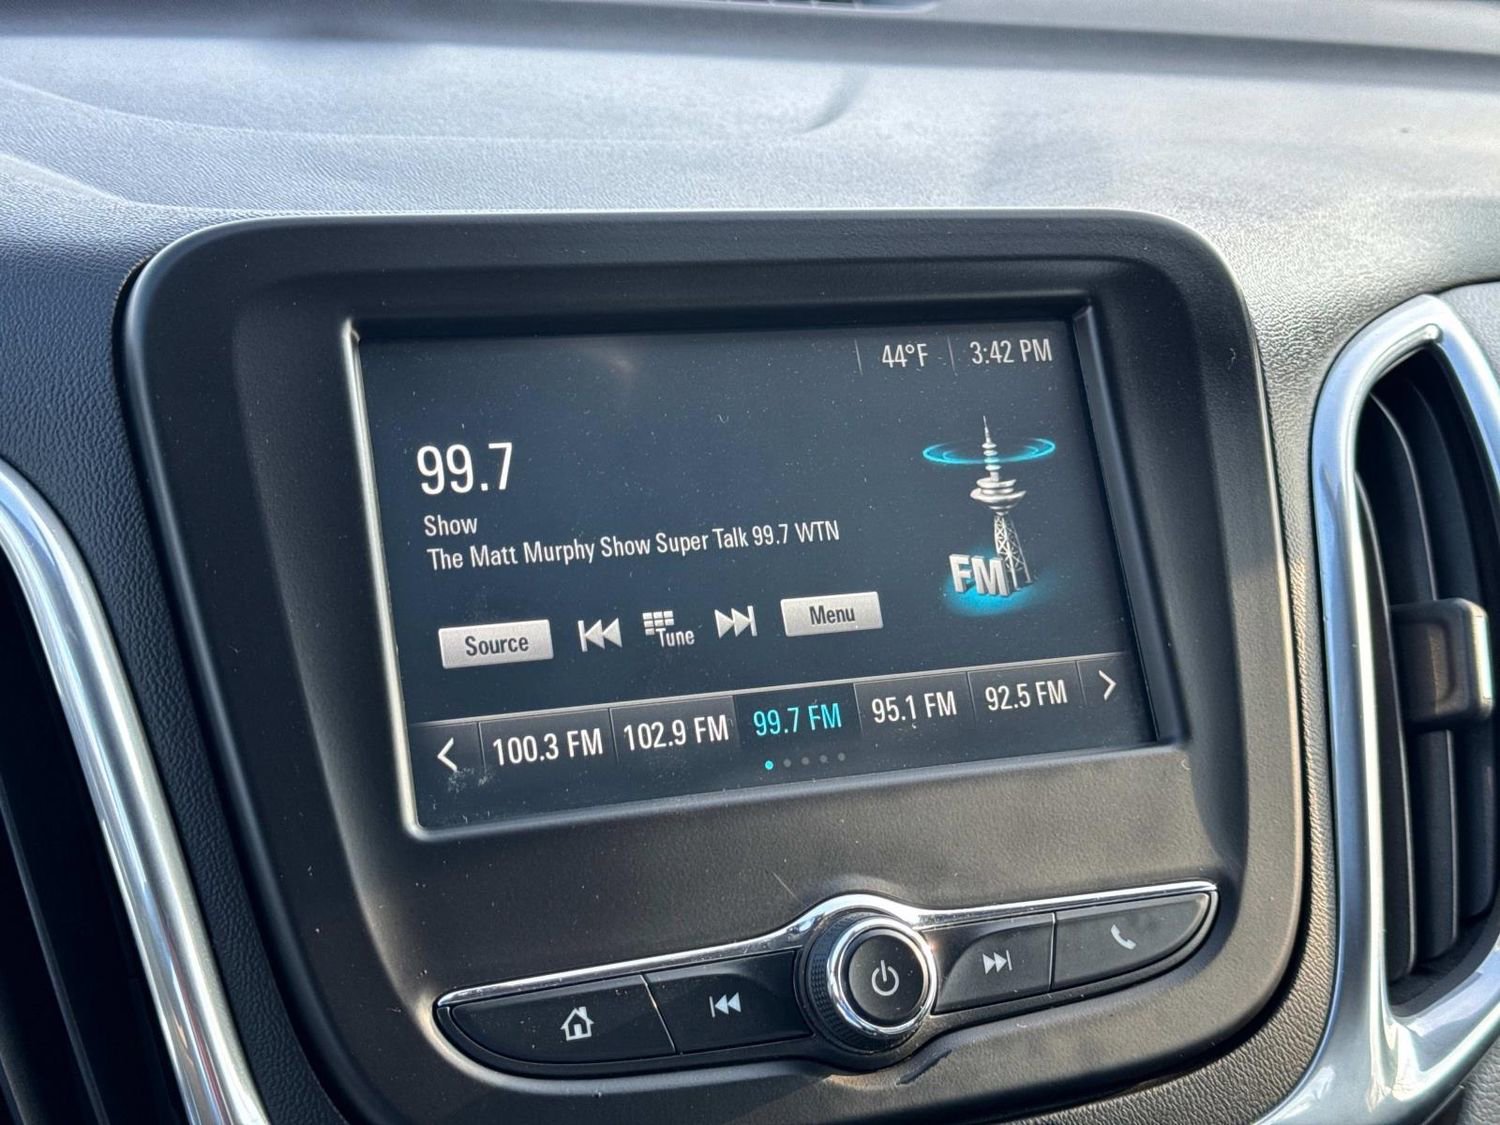 44°F 3:42 PM
99.7
Show
The Matt Murphy Show Super Talk 99.7 WTN
FM
Source Tune Menu
100.3 FM 102.9 FM 99.7 FM 95.1 FM 92.5 FM